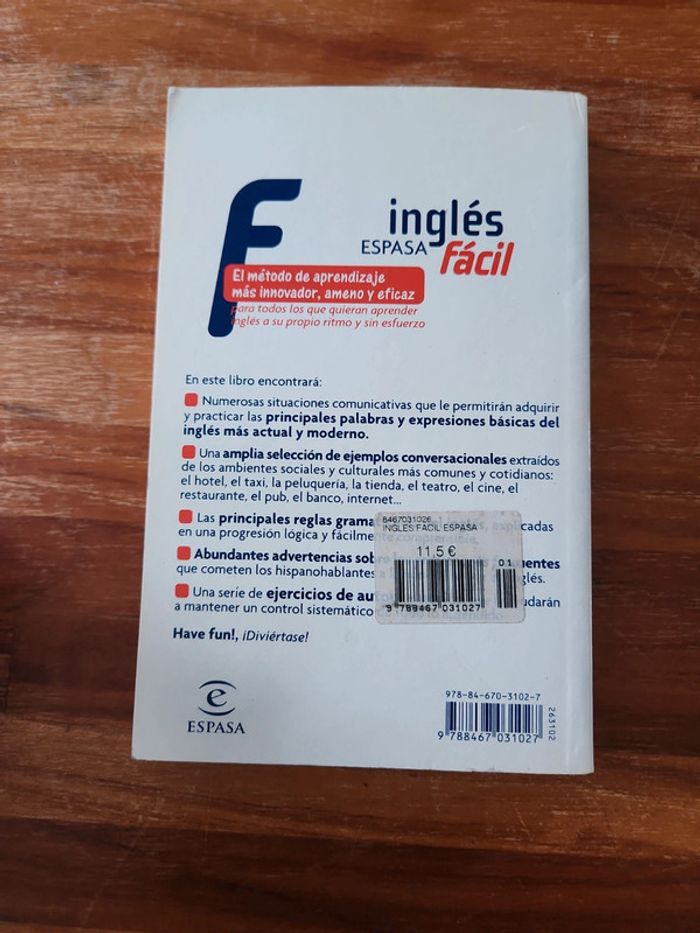 F
inglés
ESPASA fácil
El método de aprendizaje
más innovador, ameno y eficaz
para todos los que quieran aprender
inglés a su propio ritmo y sin esfuerzo
En este libro encontrará:
Numerosas situaciones comunicativas que le permitirán adquirir
y practicar las principales palabras y expresiones básicas del
inglés más actual y moderno.
Una amplia selección de ejemplos conversacionales extraídos
de los ambientes sociales y culturales más comunes y cotidianos:
el hotel, el taxi, la peluquería, la tienda, el teatro, el cine, el
restaurante, el pub, el banco, internet...
Las principales reglas explicadas
en una progresión lógica y fácilmente comprensible.
Abundantes advertencias
que cometen los hispanohablantes
Una serie de ejercicios de
a mantener un control sistemático
8467031026
INGLES FACIL ESPASA
11,5 €
01
9 788467 031027
Have fun!, ¡Diviértase!
e
ESPASA
978-84-670-3102-7
9 788467 031027
263102